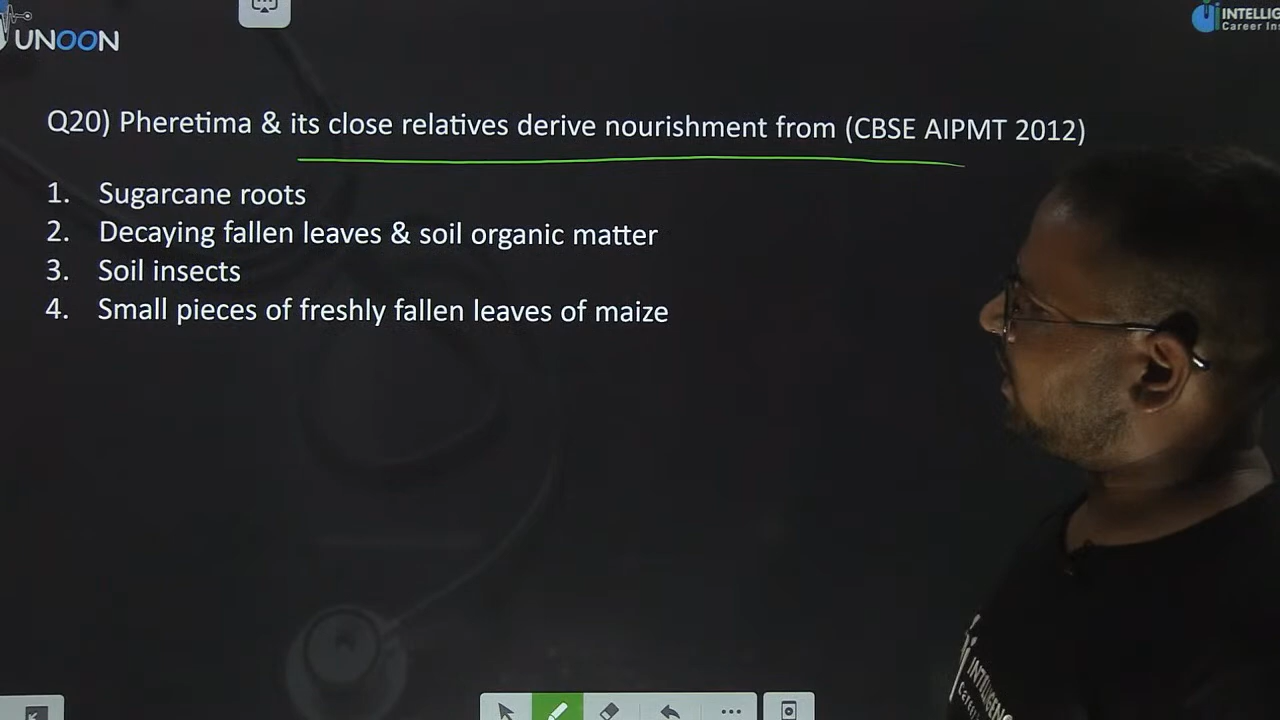 UNOON
INTELLIG
Career Ins
Q20) Pheretima & its close relatives derive nourishment from (CBSE AIPMT 2012)
1. Sugarcane roots
2. Decaying fallen leaves & soil organic matter
3. Soil insects
4. Small pieces of freshly fallen leaves of maize
INTELLIGENC